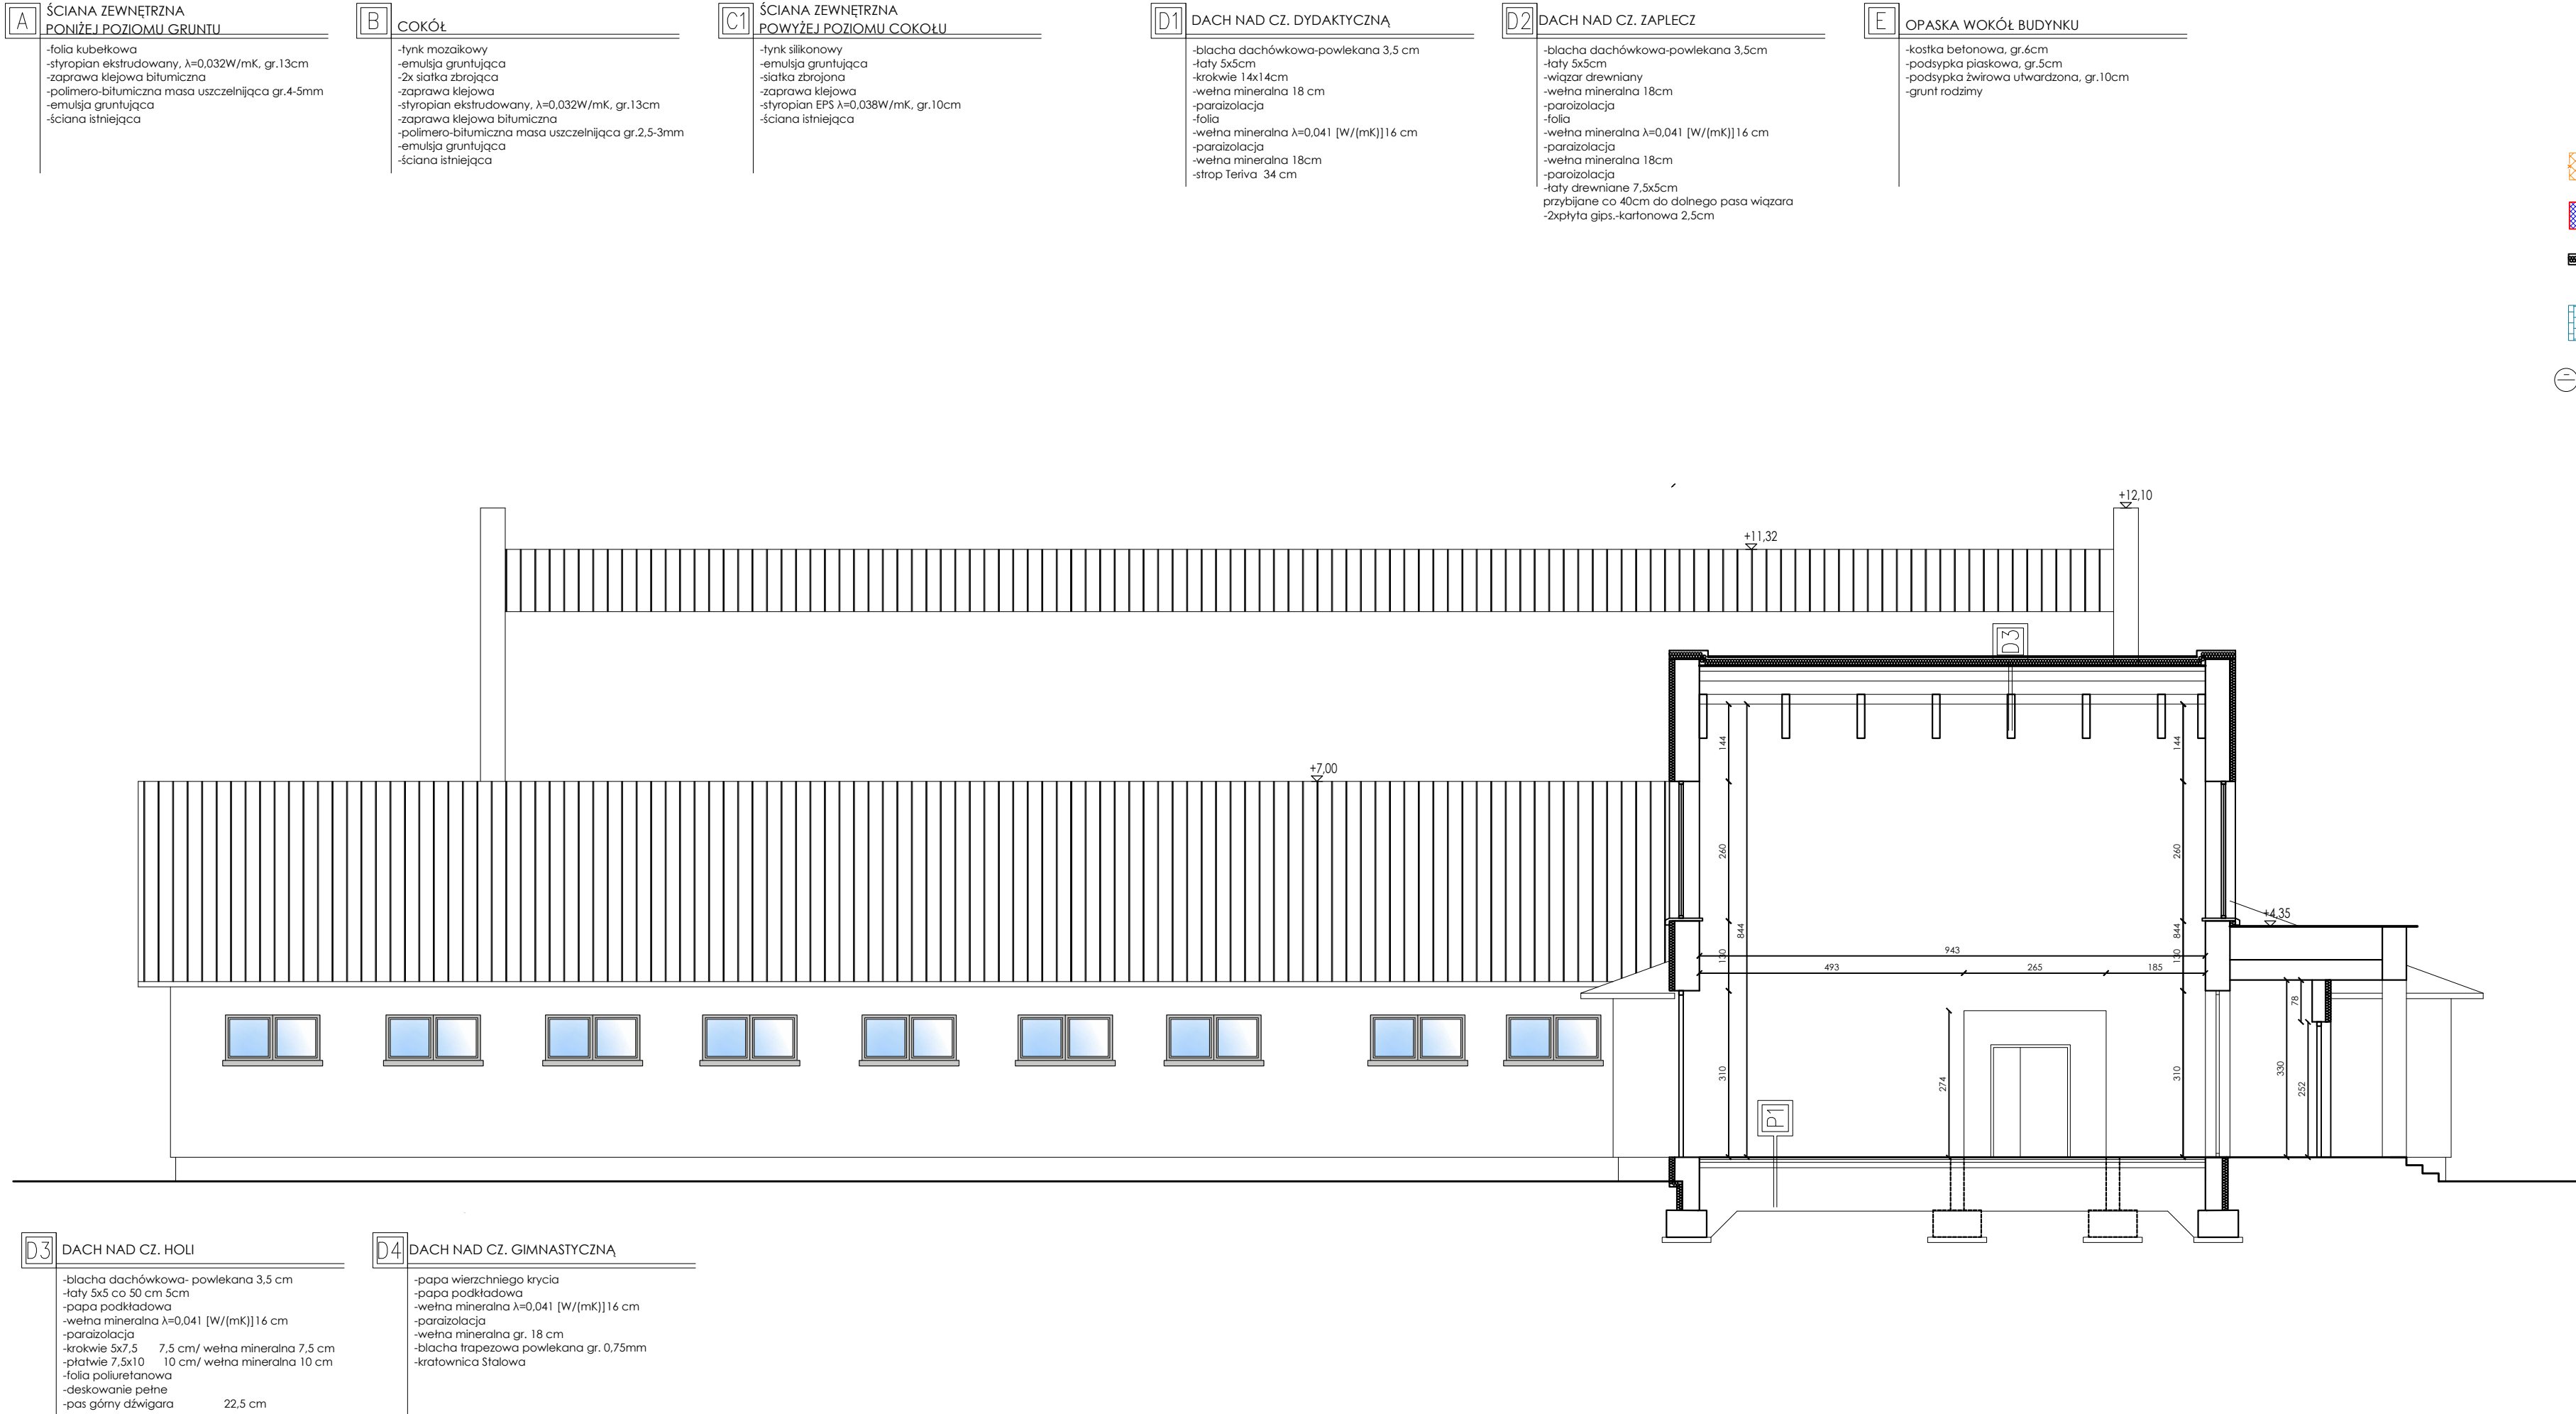 A
ŚCIANA ZEWNĘTRZNA
PONIŻEJ POZIOMU GRUNTU
-folia kubełkowa
-styropian ekstrudowany, λ=0,032W/mK, gr.13cm
-zaprawa klejowa bitumiczna
-polimero-bitumiczna masa uszczelnijąca gr.4-5mm
-emulsja gruntująca
-ściana istniejąca
B
COKÓŁ
-tynk mozaikowy
-emulsja gruntująca
-2x siatka zbrojąca
-zaprawa klejowa
-styropian ekstrudowany, λ=0,032W/mK, gr.13cm
-zaprawa klejowa bitumiczna
-polimero-bitumiczna masa uszczelnijąca gr.2,5-3mm
-emulsja gruntująca
-ściana istniejąca
C1
ŚCIANA ZEWNĘTRZNA
POWYŻEJ POZIOMU COKOŁU
-tynk silikonowy
-emulsja gruntująca
-siatka zbrojona
-zaprawa klejowa
-styropian EPS λ=0,038W/mK, gr.10cm
-ściana istniejąca
D1
DACH NAD CZ. DYDAKTYCZNĄ
-blacha dachówkowa-powlekana 3,5 cm
-łaty 5x5cm
-krokwie 14x14cm
-wełna mineralna 18 cm
-paraizolacja
-folia
-wełna mineralna λ=0,041 [W/(mK)]16 cm
-paraizolacja
-wełna mineralna 18cm
-strop Teriva 34 cm
D2
DACH NAD CZ. ZAPLECZ
-blacha dachówkowa-powlekana 3,5cm
-łaty 5x5cm
-wiązar drewniany
-wełna mineralna 18cm
-paroizolacja
-folia
-wełna mineralna λ=0,041 [W/(mK)]16 cm
-paraizolacja
-wełna mineralna 18cm
-paroizolacja
-łaty drewniane 7,5x5cm
przybijane co 40cm do dolnego pasa wiązara
-2xpłyta gips.-kartonowa 2,5cm
E
OPASKA WOKÓŁ BUDYNKU
-kostka betonowa, gr.6cm
-podsypka piaskowa, gr.5cm
-podsypka żwirowa utwardzona, gr.10cm
-grunt rodzimy
+12,10
+11,32
D3
+7,00
144
144
260
260
+4.35
844
844
130
130
943
493
265
185
78
310
274
310
330
252
P1
D3
DACH NAD CZ. HOLI
-blacha dachówkowa- powlekana 3,5 cm
-łaty 5x5 co 50 cm 5cm
-papa podkładowa
-wełna mineralna λ=0,041 [W/(mK)]16 cm
-paraizolacja
-krokwie 5x7,5 7,5 cm/ wełna mineralna 7,5 cm
-płatwie 7,5x10 10 cm/ wełna mineralna 10 cm
-folia poliuretanowa
-deskowanie pełne
-pas górny dźwigara 22,5 cm
D4
DACH NAD CZ. GIMNASTYCZNĄ
-papa wierzchniego krycia
-papa podkładowa
-wełna mineralna λ=0,041 [W/(mK)]16 cm
-paraizolacja
-wełna mineralna gr. 18 cm
-blacha trapezowa powlekana gr. 0,75mm
-kratownica Stalowa